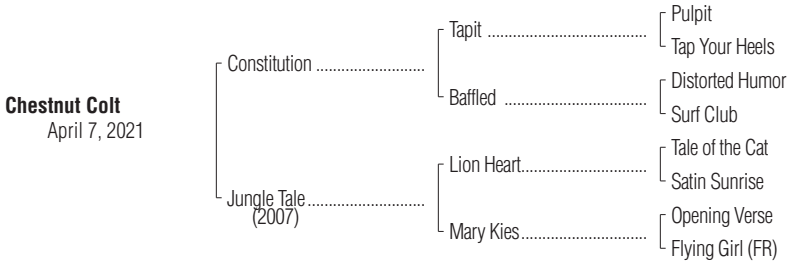 Chestnut Colt
April 7, 2021
Constitution ........................
Jungle Tale ..........................
(2007)
Tapit ...................................
Baffled ................................
Lion Heart............................
Mary Kies............................
Pulpit
Tap Your Heels
Distorted Humor
Surf Club
Tale of the Cat
Satin Sunrise
Opening Verse
Flying Girl (FR)